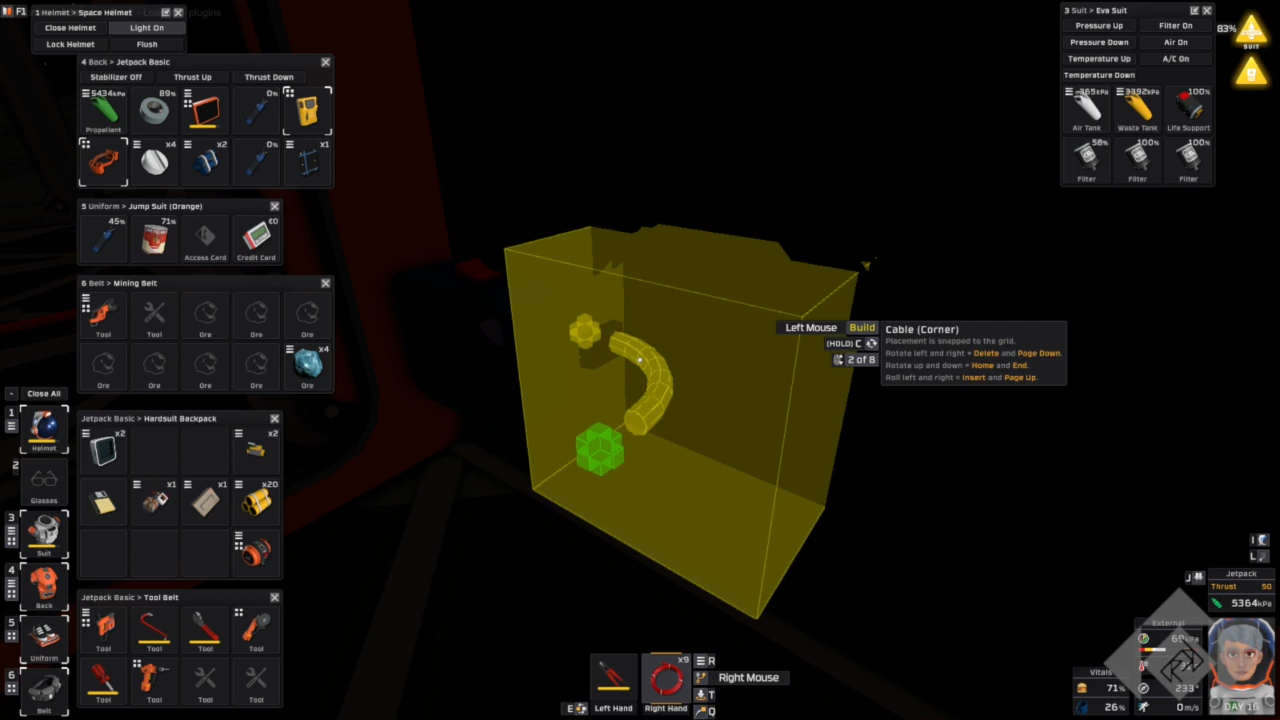 F1
1 Helmet > Space Helmet
plugins
Close Helmet
Light On
Lock Helmet
Flush
4 Back > Jetpack Basic
Stabilizer Off
Thrust Up
Thrust Down
5434kPa
89%
0%
Propellant
x4
x2
0%
x1
5 Uniform > Jump Suit (Orange)
45%
71%
€0
Access Card
Credit Card
6 Belt > Mining Belt
Tool
Tool
Ore
Ore
Ore
x4
Ore
Ore
Ore
Ore
Ore
Close All
Jetpack Basic > Hardsuit Backpack
x2
x2
x1
x1
x20
Jetpack Basic > Tool Belt
Tool
Tool
Tool
Tool
Tool
Tool
Tool
Tool
1
Helmet
2
Glasses
3
Suit
4
Back
5
Uniform
6
Belt
3 Suit > Eva Suit
Pressure Up
Filter On
Pressure Down
Air On
Temperature Up
A/C On
Temperature Down
365kPa
3392kPa
100%
Air Tank
Waste Tank
Life Support
58%
100%
100%
Filter
Filter
Filter
83%
SUIT
Left Mouse
Build
(HOLD) C
2 of 8
Cable (Corner)
Placement is snapped to the grid.
Rotate left and right = Delete and Page Down.
Rotate up and down = Home and End.
Roll left and right = Insert and Page Up.
E
Left Hand
x9
Right Hand
R
Right Mouse
T
Q
I
L
J
Jetpack
Thrust 50
5364kPa
External
Vitals
71%
233°
26%
0m/s
DAY 16